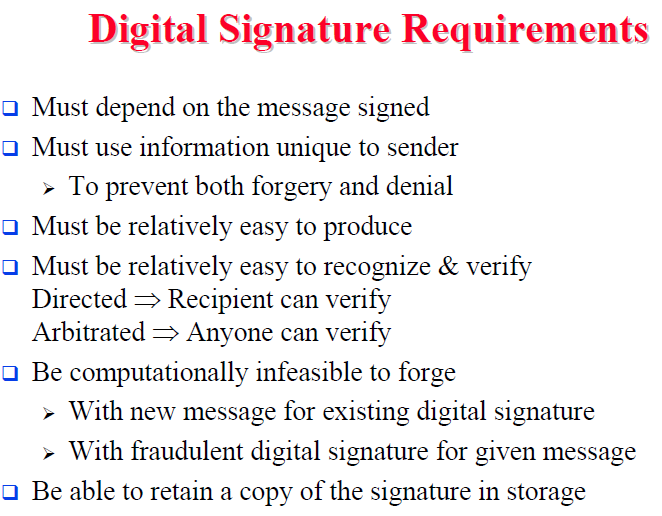 Digital Signature Requirements
Must depend on the message signed
Must use information unique to sender
To prevent both forgery and denial
Must be relatively easy to produce
Must be relatively easy to recognize & verify
Directed ⇒ Recipient can verify
Arbitrated ⇒ Anyone can verify
Be computationally infeasible to forge
With new message for existing digital signature
With fraudulent digital signature for given message
Be able to retain a copy of the signature in storage